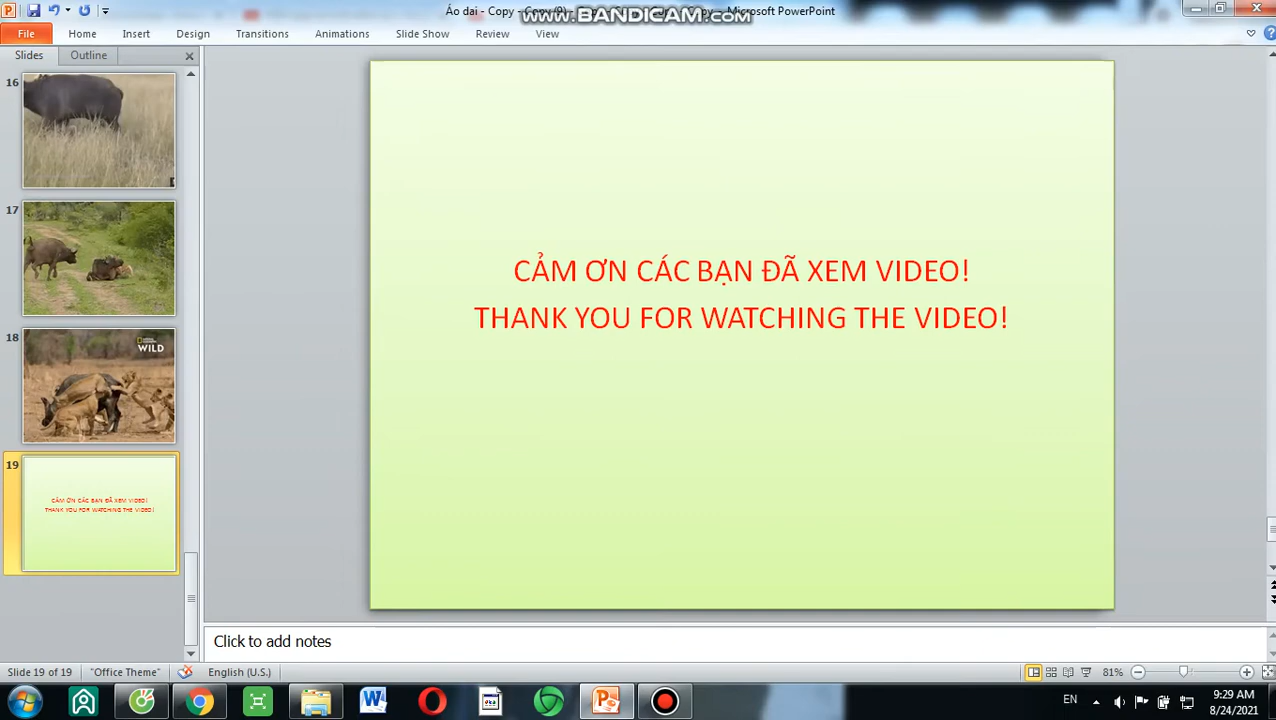 Áo dai - Copy - Copy (9) - Microsoft PowerPoint
www.BANDICAM.com
File Home Insert Design Transitions Animations Slide Show Review View
Slides Outline
16
17
18
NATIONAL GEOGRAPHIC WILD
19
CẢM ƠN CÁC BẠN ĐÃ XEM VIDEO!
THANK YOU FOR WATCHING THE VIDEO!
CẢM ƠN CÁC BẠN ĐÃ XEM VIDEO!
THANK YOU FOR WATCHING THE VIDEO!
Click to add notes
Slide 19 of 19 "Office Theme" English (U.S.) 81%
EN 9:29 AM
8/24/2021